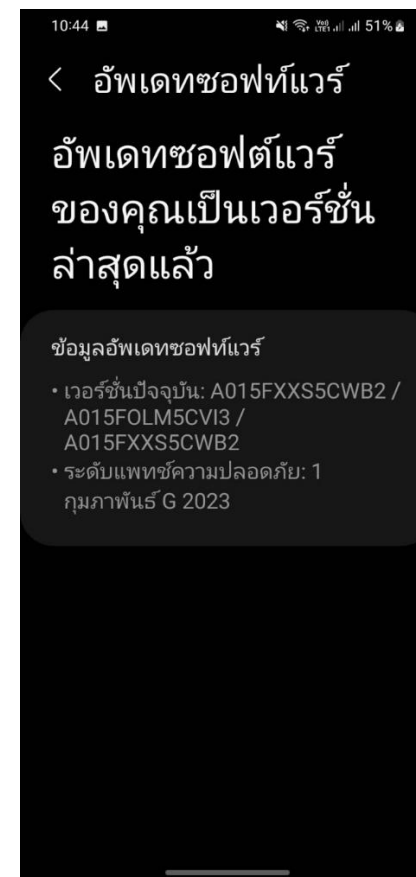 10:44 51%
อัพเดทซอฟท์แวร์
อัพเดทซอฟต์แวร์
ของคุณเป็นเวอร์ชั่น
ล่าสุดแล้ว
ข้อมูลอัพเดทซอฟท์แวร์
• เวอร์ชั่นปัจจุบัน: A015FXXS5CWB2 /
A015FOLM5CVI3 /
A015FXXS5CWB2
• ระดับแพทช์ความปลอดภัย: 1
กุมภาพันธ์ G 2023